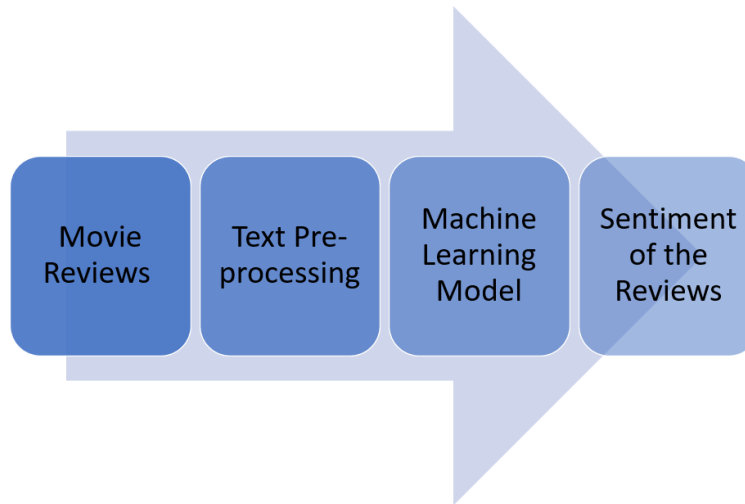 Movie
Reviews
Text Pre-
processing
Machine
Learning
Model
Sentiment
of the
Reviews